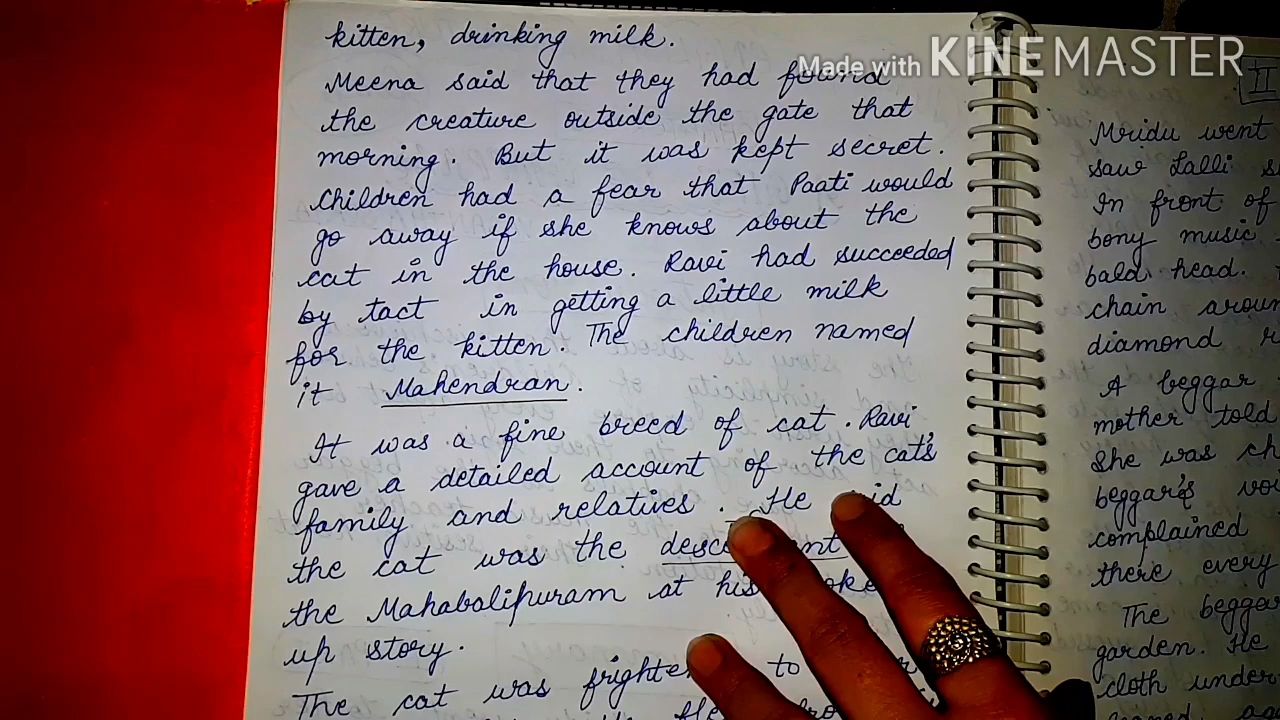 kitten, drinking milk.
Meena said that they had found
the creature outside the gate that
morning. But it was kept secret.
Children had a fear that Paati would
go away if she knows about the
cat in the house. Ravi had succeeded
by tact in getting a little milk
for the kitten. The children named
it Mahendran.
It was a fine breed of cat. Ravi
gave a detailed account of the cat's
family and relatives. He
the cat was the
the Mahabalipuram at his
up story.
The cat was to
Made with KINEMASTER
II
Mridu went
saw Lalli
In front of
bony music
bald head.
chain
diamond
A beggar
mother told
She was
beggar's
complained
there every
The
garden. He
cloth under